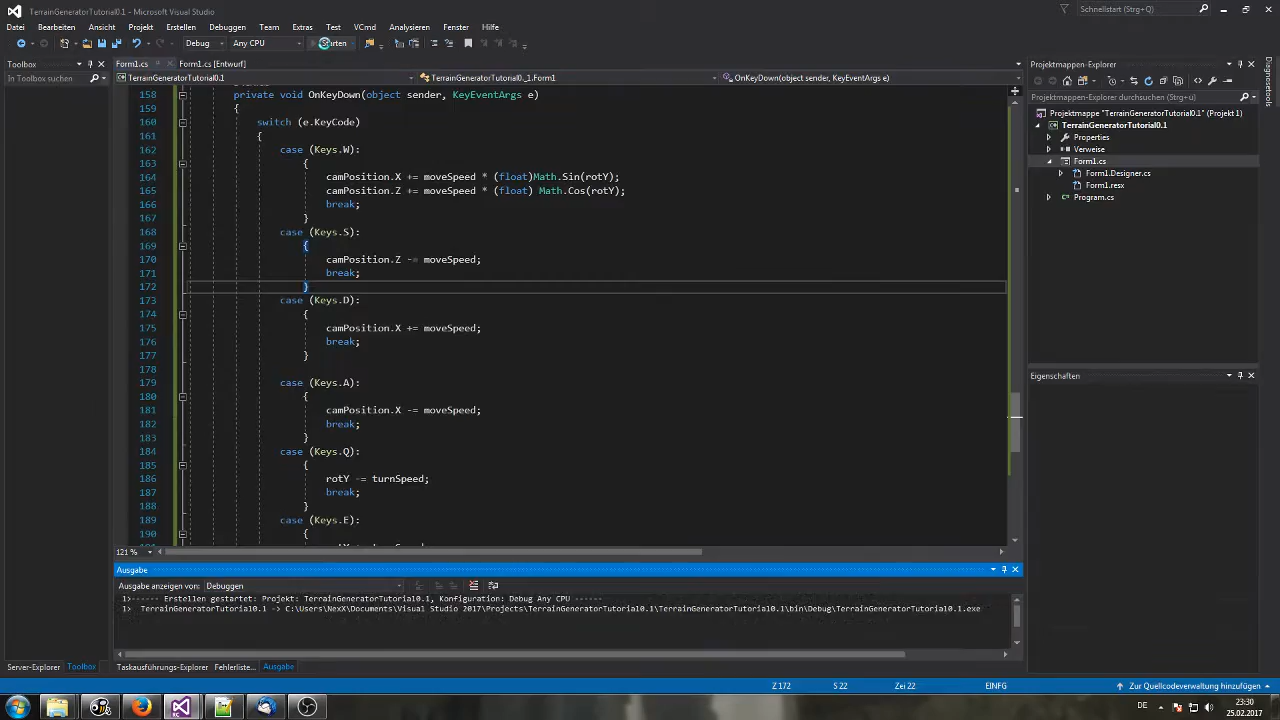 TerrainGeneratorTutorial0.1 - Microsoft Visual Studio
Schnellstart (Strg+Q)
Datei Bearbeiten Ansicht Projekt Erstellen Debuggen Team Extras Test VCmd Analysieren Fenster Hilfe
Debug Any CPU Starten
Toolbox
In Toolbox suchen
Form1.cs Form1.cs [Entwurf]
TerrainGeneratorTutorial0.1 TerrainGeneratorTutorial0._1.Form1 OnKeyDown(object sender, KeyEventArgs e)
158 private void OnKeyDown(object sender, KeyEventArgs e)
159 {
160 switch (e.KeyCode)
161 {
162 case (Keys.W):
163 {
164 camPosition.X += moveSpeed * (float)Math.Sin(rotY);
165 camPosition.Z += moveSpeed * (float) Math.Cos(rotY);
166 break;
167 }
168 case (Keys.S):
169 {
170 camPosition.Z -= moveSpeed;
171 break;
172 }
173 case (Keys.D):
174 {
175 camPosition.X += moveSpeed;
176 break;
177 }
178
179 case (Keys.A):
180 {
181 camPosition.X -= moveSpeed;
182 break;
183 }
184 case (Keys.Q):
185 {
186 rotY -= turnSpeed;
187 break;
188 }
189 case (Keys.E):
190 {
121 %
Projektmappen-Explorer
Projektmappen-Explorer durchsuchen (Strg+ü)
Projektmappe "TerrainGeneratorTutorial0.1" (Projekt 1)
TerrainGeneratorTutorial0.1
Properties
Verweise
Form1.cs
Form1.Designer.cs
Form1.resx
Program.cs
Eigenschaften
Diagnosetools
Ausgabe
Ausgabe anzeigen von: Debuggen
1>------ Erstellen gestartet: Projekt: TerrainGeneratorTutorial0.1, Konfiguration: Debug Any CPU ------
1> TerrainGeneratorTutorial0.1 -> C:\Users\NexX\Documents\Visual Studio 2017\Projects\TerrainGeneratorTutorial0.1\TerrainGeneratorTutorial0.1\bin\Debug\TerrainGeneratorTutorial0.1.exe
Server-Explorer Toolbox Taskausführungs-Explorer Fehlerliste... Ausgabe
Z 172 S 22 Zei 22 EINFG Zur Quellcodeverwaltung hinzufügen
DE 23:30
25.02.2017